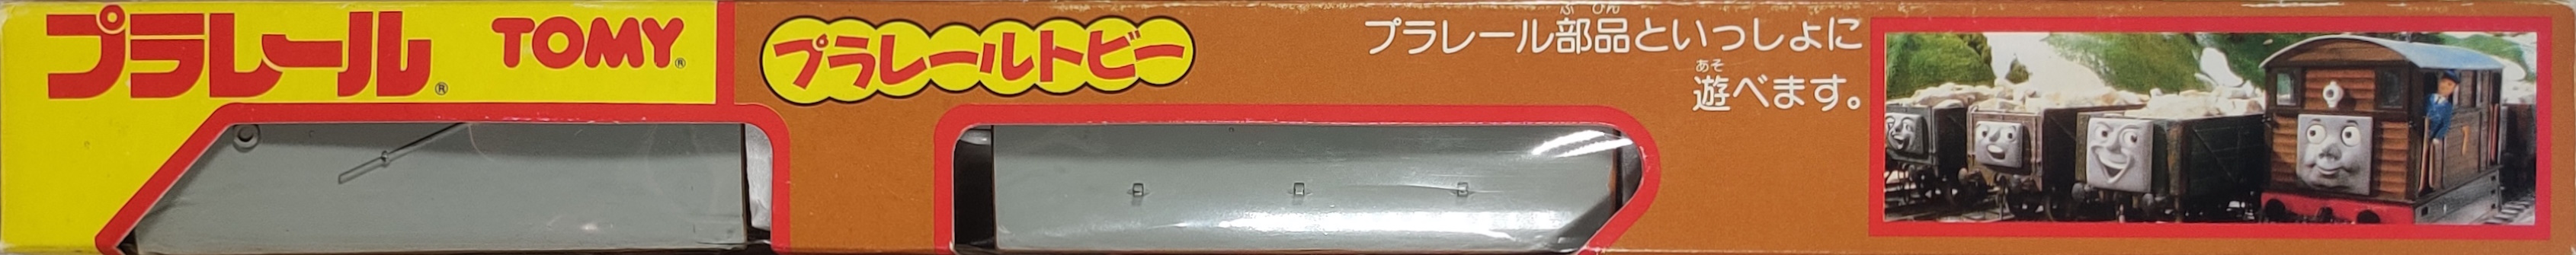 プラレール®
TOMY®
プラレールトビー
プラレール部品といっしょに
ぶひん
遊べます。
あそ
7